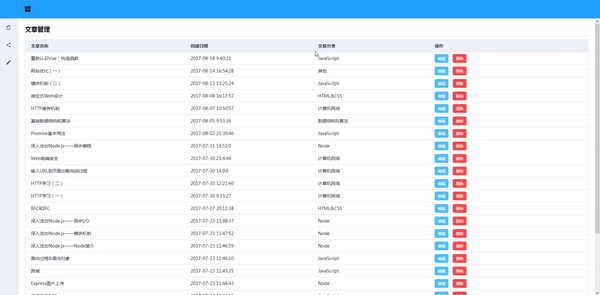 文章管理
文章名称 创建日期 文章分类 操作
重新认识Vue：构造函数 2017-08-18 9:40:21 JavaScript 编辑 删除
网站优化（一） 2017-08-14 16:54:28 其他 编辑 删除
模块机制（二） 2017-08-13 13:25:24 JavaScript 编辑 删除
响应式Web设计 2017-08-08 16:17:57 HTML&CSS 编辑 删除
HTTP缓存机制 2017-08-07 10:50:57 计算机网络 编辑 删除
基础数据结构和算法 2017-08-05 9:53:26 数据结构&算法 编辑 删除
Promise基本用法 2017-08-02 21:30:46 JavaScript 编辑 删除
深入浅出Node.js——异步编程 2017-07-31 19:52:0 Node 编辑 删除
Web前端安全 2017-07-30 21:4:44 计算机网络 编辑 删除
输入URL到页面加载完成过程 2017-07-30 14:9:6 计算机网络 编辑 删除
HTTP学习（二） 2017-07-30 12:21:40 计算机网络 编辑 删除
HTTP学习（一） 2017-07-30 9:15:27 计算机网络 编辑 删除
BFC和IFC 2017-07-27 20:11:38 HTML&CSS 编辑 删除
深入浅出Node.js——异步I/O 2017-07-23 11:48:37 Node 编辑 删除
深入浅出Node.js——模块机制 2017-07-23 11:47:52 Node 编辑 删除
深入浅出Node.js——Node简介 2017-07-23 11:46:59 Node 编辑 删除
面向过程&面向对象 2017-07-23 11:46:10 JavaScript 编辑 删除
跨域 2017-07-23 11:45:25 JavaScript 编辑 删除
Express图片上传 2017-07-23 11:44:43 Node 编辑 删除